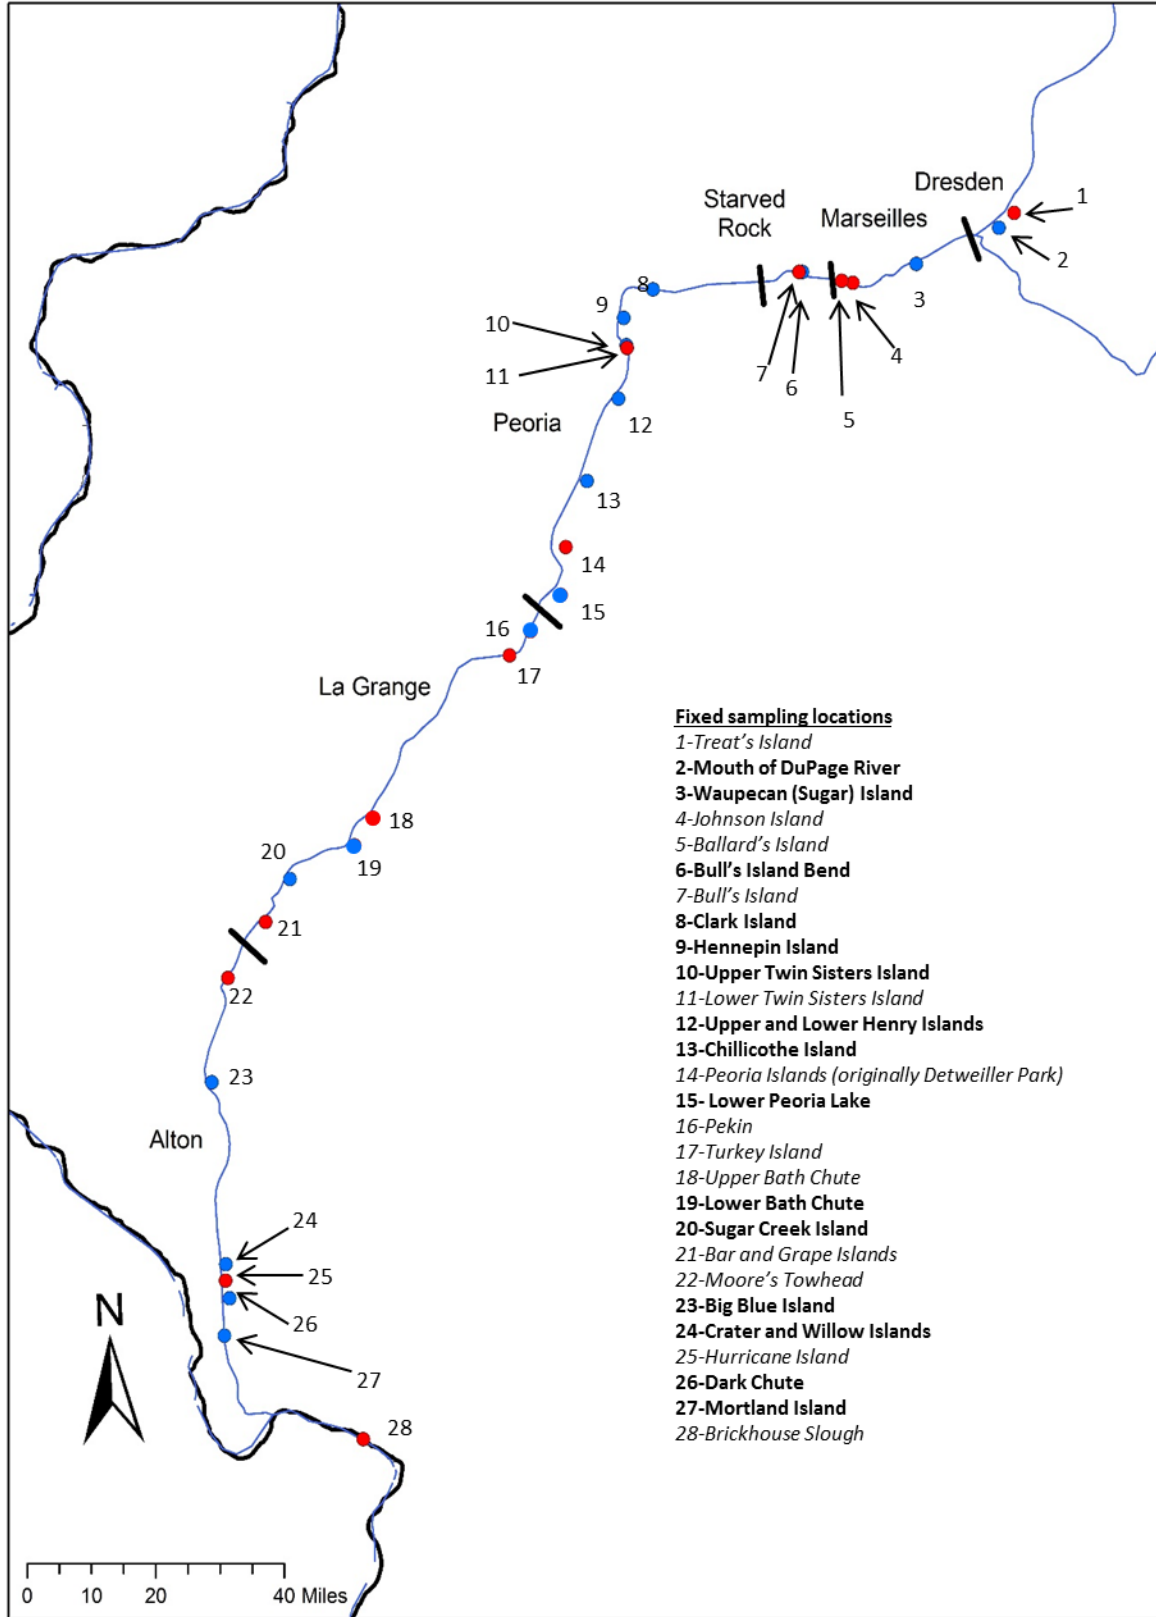 Dresden
1
Starved
Rock
Marseilles
2
3
8
9
10
4
11
7
6
5
Peoria
12
13
14
15
16
17
La Grange
18
20
19
21
22
23
Alton
24
25
26
27
28
N
0 10 20 40 Miles
Fixed sampling locations
1-Treat's Island
2-Mouth of DuPage River
3-Waupecan (Sugar) Island
4-Johnson Island
5-Ballard's Island
6-Bull's Island Bend
7-Bull's Island
8-Clark Island
9-Hennepin Island
10-Upper Twin Sisters Island
11-Lower Twin Sisters Island
12-Upper and Lower Henry Islands
13-Chillicothe Island
14-Peoria Islands (originally Detweiller Park)
15- Lower Peoria Lake
16-Pekin
17-Turkey Island
18-Upper Bath Chute
19-Lower Bath Chute
20-Sugar Creek Island
21-Bar and Grape Islands
22-Moore's Towhead
23-Big Blue Island
24-Crater and Willow Islands
25-Hurricane Island
26-Dark Chute
27-Mortland Island
28-Brickhouse Slough